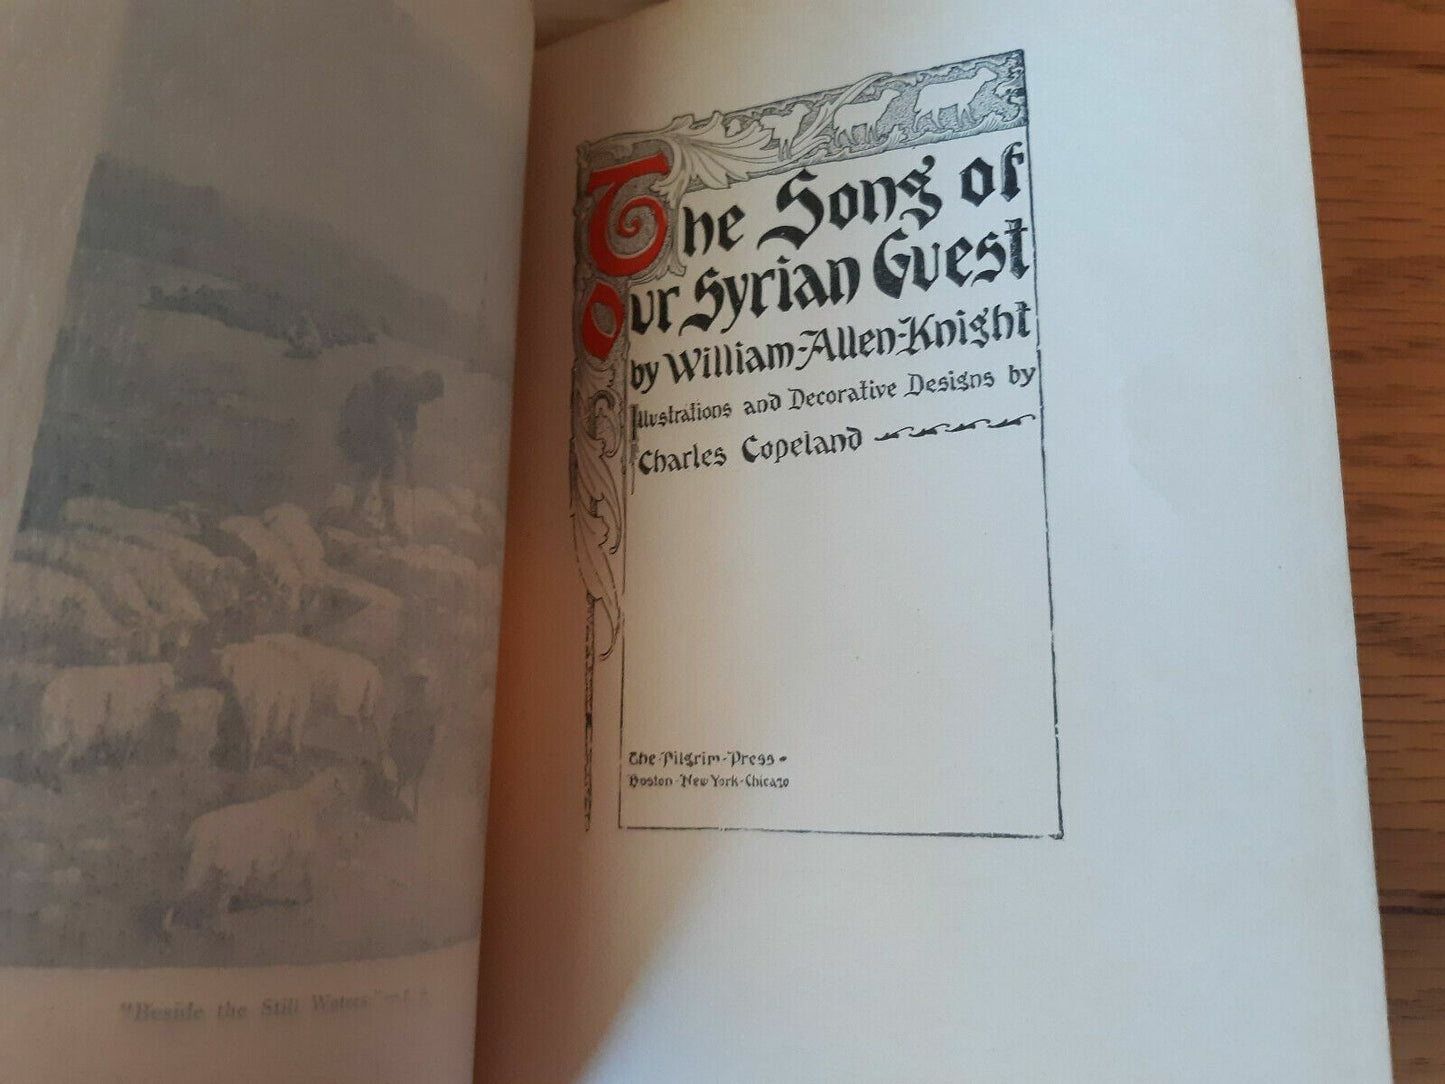 The Song of
Our Syrian Guest
by William-Allen-Knight
Illustrations and Decorative Designs by
Charles Copeland
The-Pilgrim-Press-
Boston-New York-Chicago
"Beside the Still Waters"